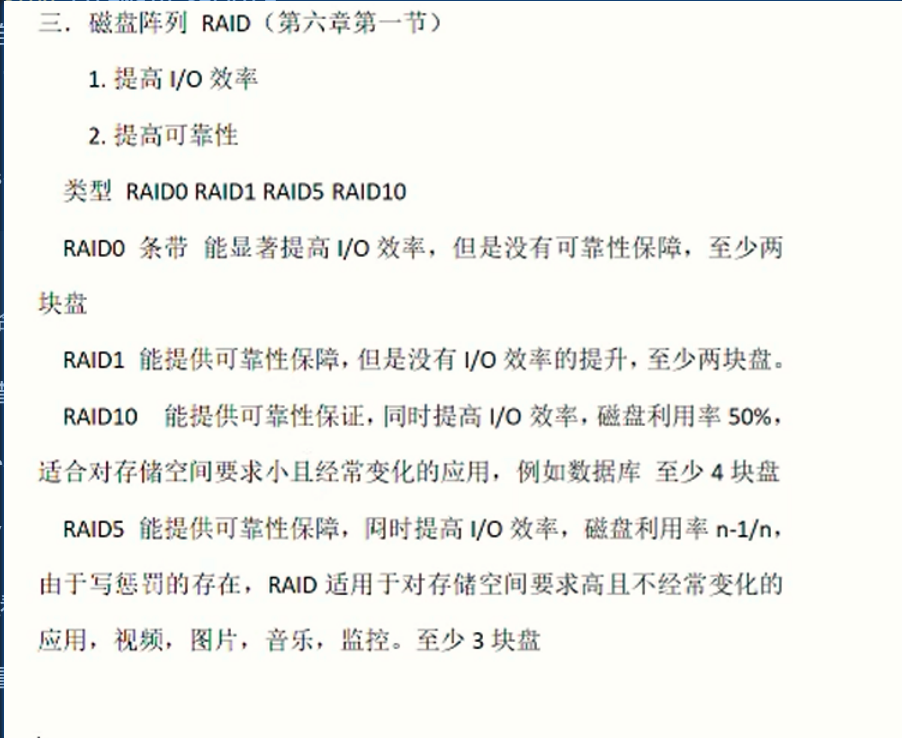 三．磁盘阵列 RAID（第六章第一节）
1. 提高 I/O 效率
2. 提高可靠性
类型 RAID0 RAID1 RAID5 RAID10
RAID0 条带 能显著提高 I/O 效率，但是没有可靠性保障，至少两
块盘
RAID1 能提供可靠性保障，但是没有 I/O 效率的提升，至少两块盘。
RAID10 能提供可靠性保证，同时提高 I/O 效率，磁盘利用率 50%，
适合对存储空间要求小且经常变化的应用，例如数据库 至少 4 块盘
RAID5 能提供可靠性保障，同时提高 I/O 效率，磁盘利用率 n-1/n，
由于写惩罚的存在，RAID 适用于对存储空间要求高且不经常变化的
应用，视频，图片，音乐，监控。至少 3 块盘